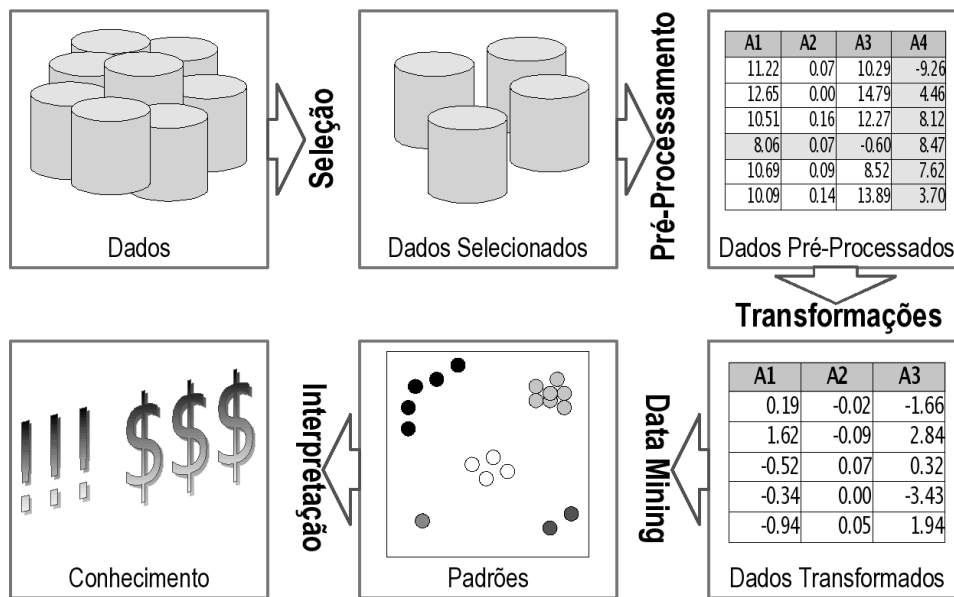 Dados
Seleção
Dados Selecionados
Pré-Processamento
A1 A2 A3 A4
11.22 0.07 10.29 -9.26
12.65 0.00 14.79 4.46
10.51 0.16 12.27 8.12
8.06 0.07 -0.60 8.47
10.69 0.09 8.52 7.62
10.09 0.14 13.89 3.70
Dados Pré-Processados
Transformações
A1 A2 A3
0.19 -0.02 -1.66
1.62 -0.09 2.84
-0.52 0.07 0.32
-0.34 0.00 -3.43
-0.94 0.05 1.94
Dados Transformados
Data Mining
Padrões
Interpretação
!!! $$$
Conhecimento